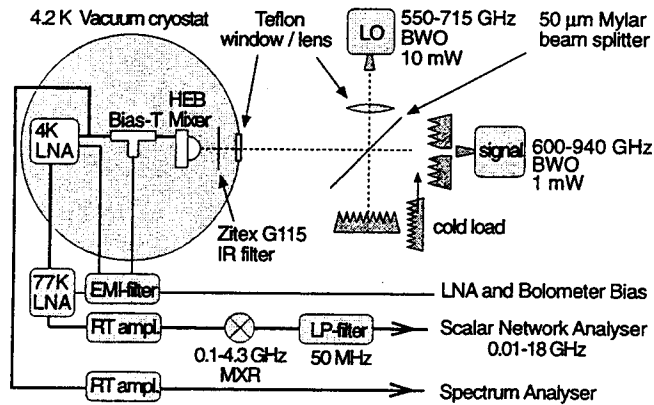 4.2 K Vacuum cryostat
Teflon
window / lens
550-715 GHz
BWO
10 mW
LO
50 µm Mylar
beam splitter
HEB
Mixer
Bias-T
4K
LNA
signal
600-940 GHz
BWO
1 mW
cold load
Zitex G115
IR filter
77K
LNA
EMI-filter
LNA and Bolometer Bias
RT ampl.
LP-filter
Scalar Network Analyser
0.1-4.3 GHz
MXR
50 MHz
0.01-18 GHz
RT ampl.
Spectrum Analyser